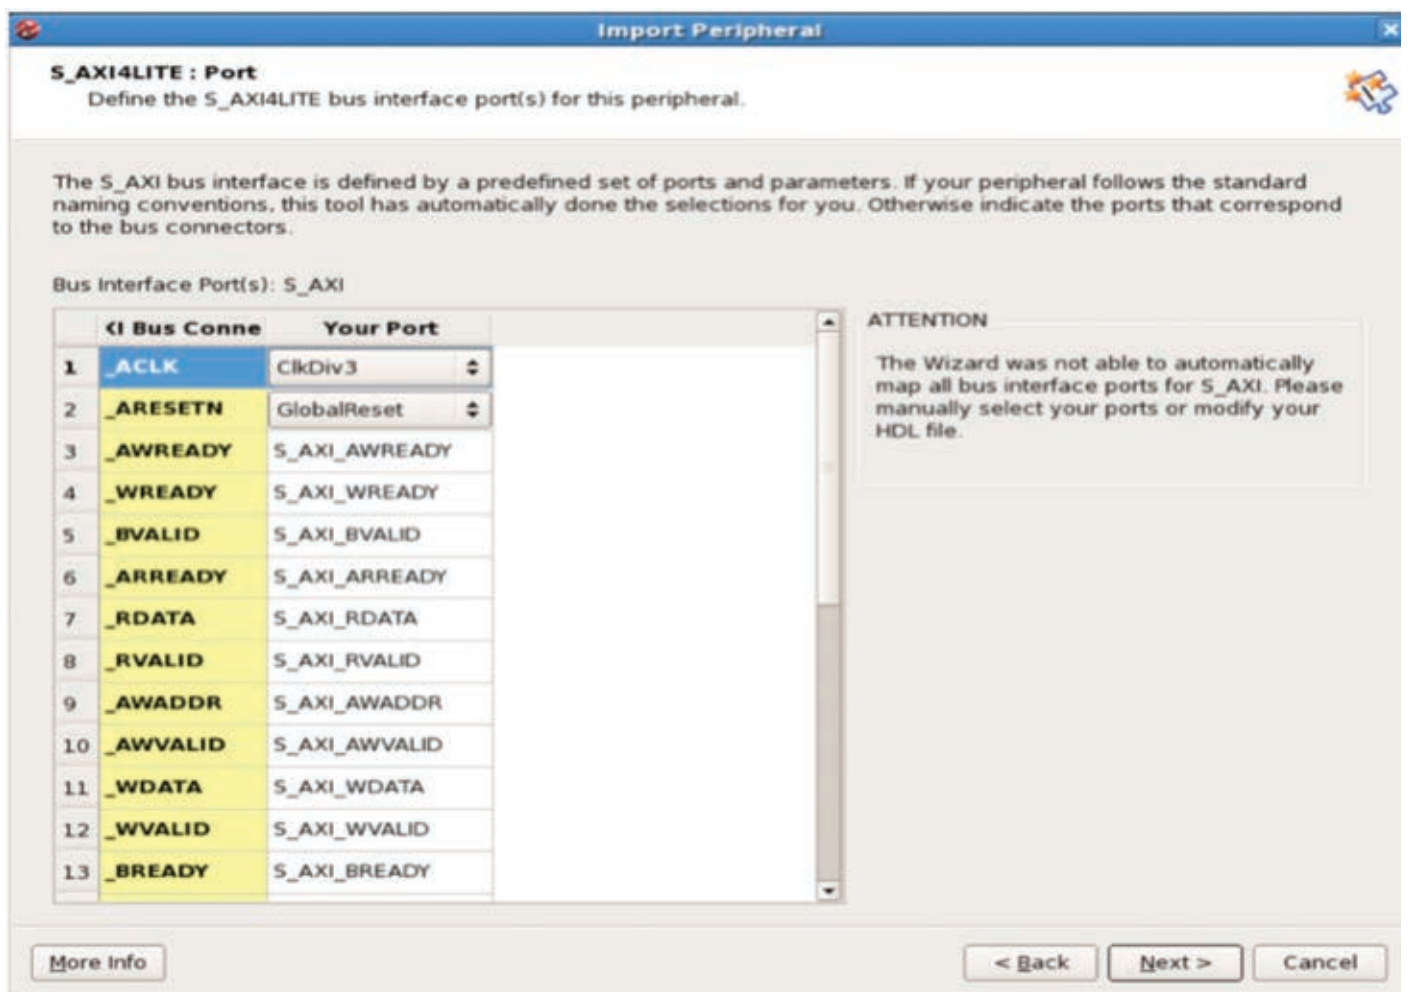 Import Peripheral
S_AXI4LITE : Port
Define the S_AXI4LITE bus interface port(s) for this peripheral.
The S_AXI bus interface is defined by a predefined set of ports and parameters. If your peripheral follows the standard
naming conventions, this tool has automatically done the selections for you. Otherwise indicate the ports that correspond
to the bus connectors.
Bus Interface Port(s): S_AXI
I Bus Conne Your Port
1 _ACLK ClkDiv3
2 _ARESETN GlobalReset
3 _AWREADY S_AXI_AWREADY
4 _WREADY S_AXI_WREADY
5 _BVALID S_AXI_BVALID
6 _ARREADY S_AXI_ARREADY
7 _RDATA S_AXI_RDATA
8 _RVALID S_AXI_RVALID
9 _AWADDR S_AXI_AWADDR
10 _AWVALID S_AXI_AWVALID
11 _WDATA S_AXI_WDATA
12 _WVALID S_AXI_WVALID
13 _BREADY S_AXI_BREADY
ATTENTION
The Wizard was not able to automatically
map all bus interface ports for S_AXI. Please
manually select your ports or modify your
HDL file.
More Info < Back Next > Cancel